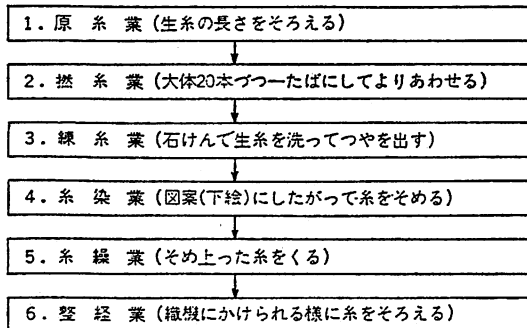 1. 原糸業 (生糸の長さをそろえる)
2. 撚糸業 (大体20本づつ一たばにしてよりあわせる)
3. 練糸業 (石けんで生糸を洗ってつやを出す)
4. 糸染業 (図案(下絵)にしたがって糸をそめる)
5. 糸繰業 (そめ上った糸をくる)
6. 整経業 (織機にかけられる様に糸をそろえる)